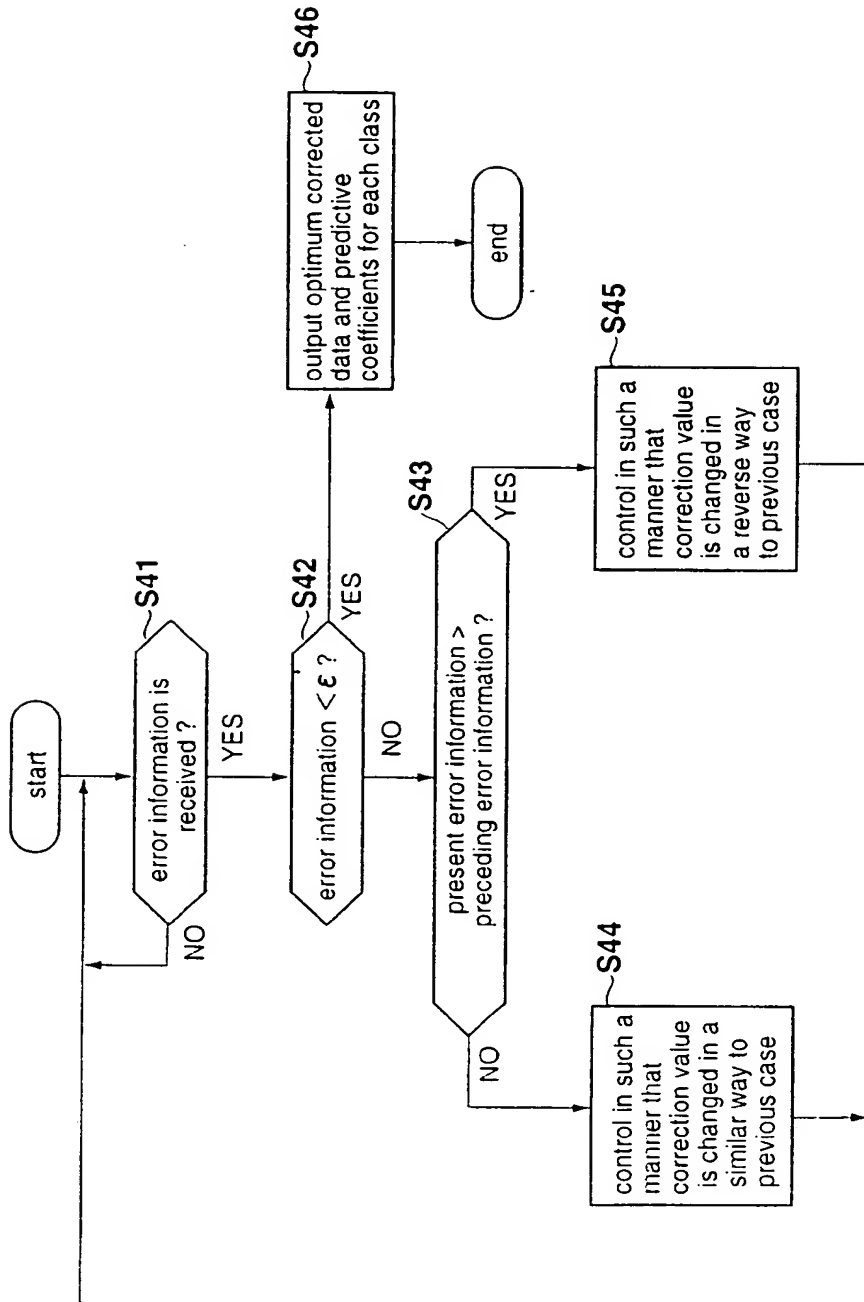 start
S41
error information is
received ?
NO
YES
S42
error information < ε ?
YES
NO
S46
output optimum corrected
data and predictive
coefficients for each class
end
S43
present error information >
preceding error information ?
NO
YES
S44
control in such a
manner that
correction value
is changed in a
similar way to
previous case
S45
control in such a
manner that
correction value
is changed in
a reverse way
to previous case